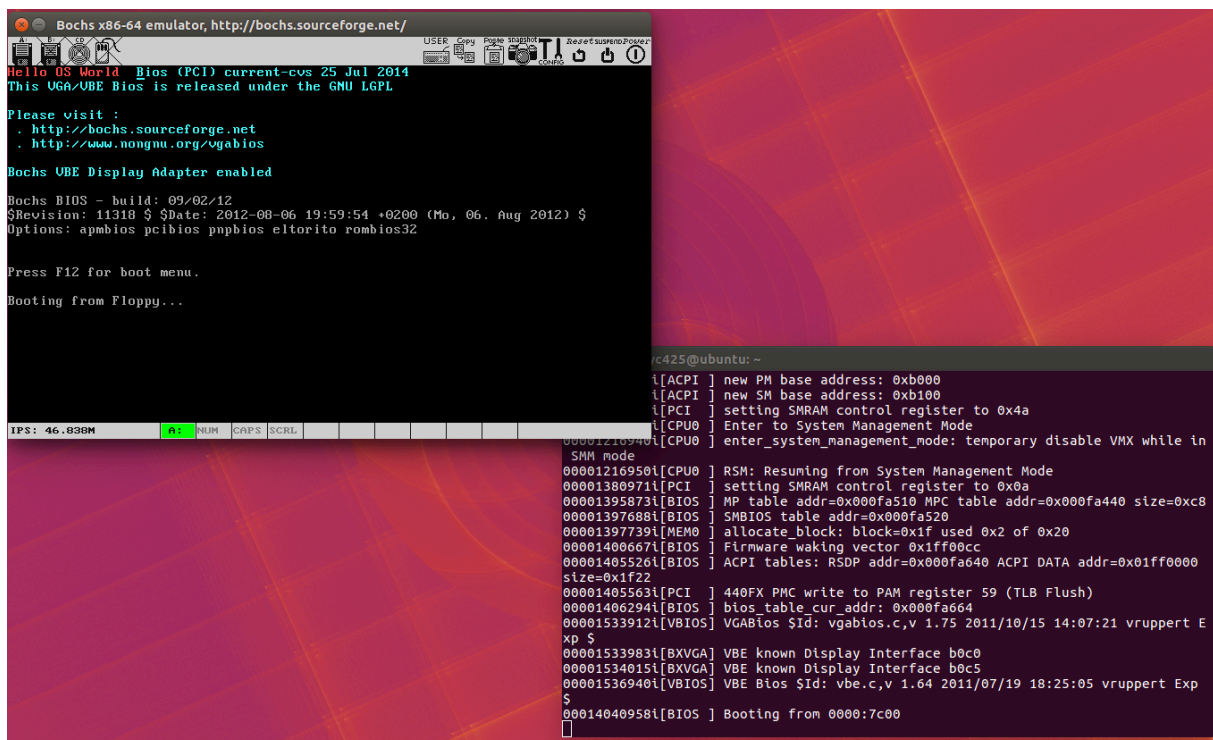 Bochs x86-64 emulator, http://bochs.sourceforge.net/
A: B: CD USER Copy Paste snapshot CONFIG Reset SUSPEND Power
Hello OS World Bios (PCI) current-cvs 25 Jul 2014
This VGA/VBE Bios is released under the GNU LGPL
Please visit :
. http://bochs.sourceforge.net
. http://www.nongnu.org/vgabios
Bochs VBE Display Adapter enabled
Bochs BIOS - build: 09/02/12
$Revision: 11318 $ $Date: 2012-08-06 19:59:54 +0200 (Mo, 06. Aug 2012) $
Options: apmbios pcibios pnpbios eltorito rombios32
Press F12 for boot menu.
Booting from Floppy...
IPS: 46.838M A: NUM CAPS SCRL
c425@ubuntu: ~
i[ACPI ] new PM base address: 0xb000
i[ACPI ] new SM base address: 0xb100
i[PCI ] setting SMRAM control register to 0x4a
i[CPU0 ] Enter to System Management Mode
00001216940i[CPU0 ] enter_system_management_mode: temporary disable VMX while in
SMM mode
00001216950i[CPU0 ] RSM: Resuming from System Management Mode
00001380971i[PCI ] setting SMRAM control register to 0x0a
00001395873i[BIOS ] MP table addr=0x000fa510 MPC table addr=0x000fa440 size=0xc8
00001397688i[BIOS ] SMBIOS table addr=0x000fa520
00001397739i[MEM0 ] allocate_block: block=0x1f used 0x2 of 0x20
00001400667i[BIOS ] Firmware waking vector 0x1ff00cc
00001405526i[BIOS ] ACPI tables: RSDP addr=0x000fa640 ACPI DATA addr=0x01ff0000
size=0x1f22
00001405563i[PCI ] 440FX PMC write to PAM register 59 (TLB Flush)
00001406294i[BIOS ] bios_table_cur_addr: 0x000fa664
00001533912i[VBIOS] VGABios $Id: vgabios.c,v 1.75 2011/10/15 14:07:21 vruppert E
xp $
00001533983i[BXVGA] VBE known Display Interface b0c0
00001534015i[BXVGA] VBE known Display Interface b0c5
00001536940i[VBIOS] VBE Bios $Id: vbe.c,v 1.64 2011/07/19 18:25:05 vruppert Exp
$
00014040958i[BIOS ] Booting from 0000:7c00